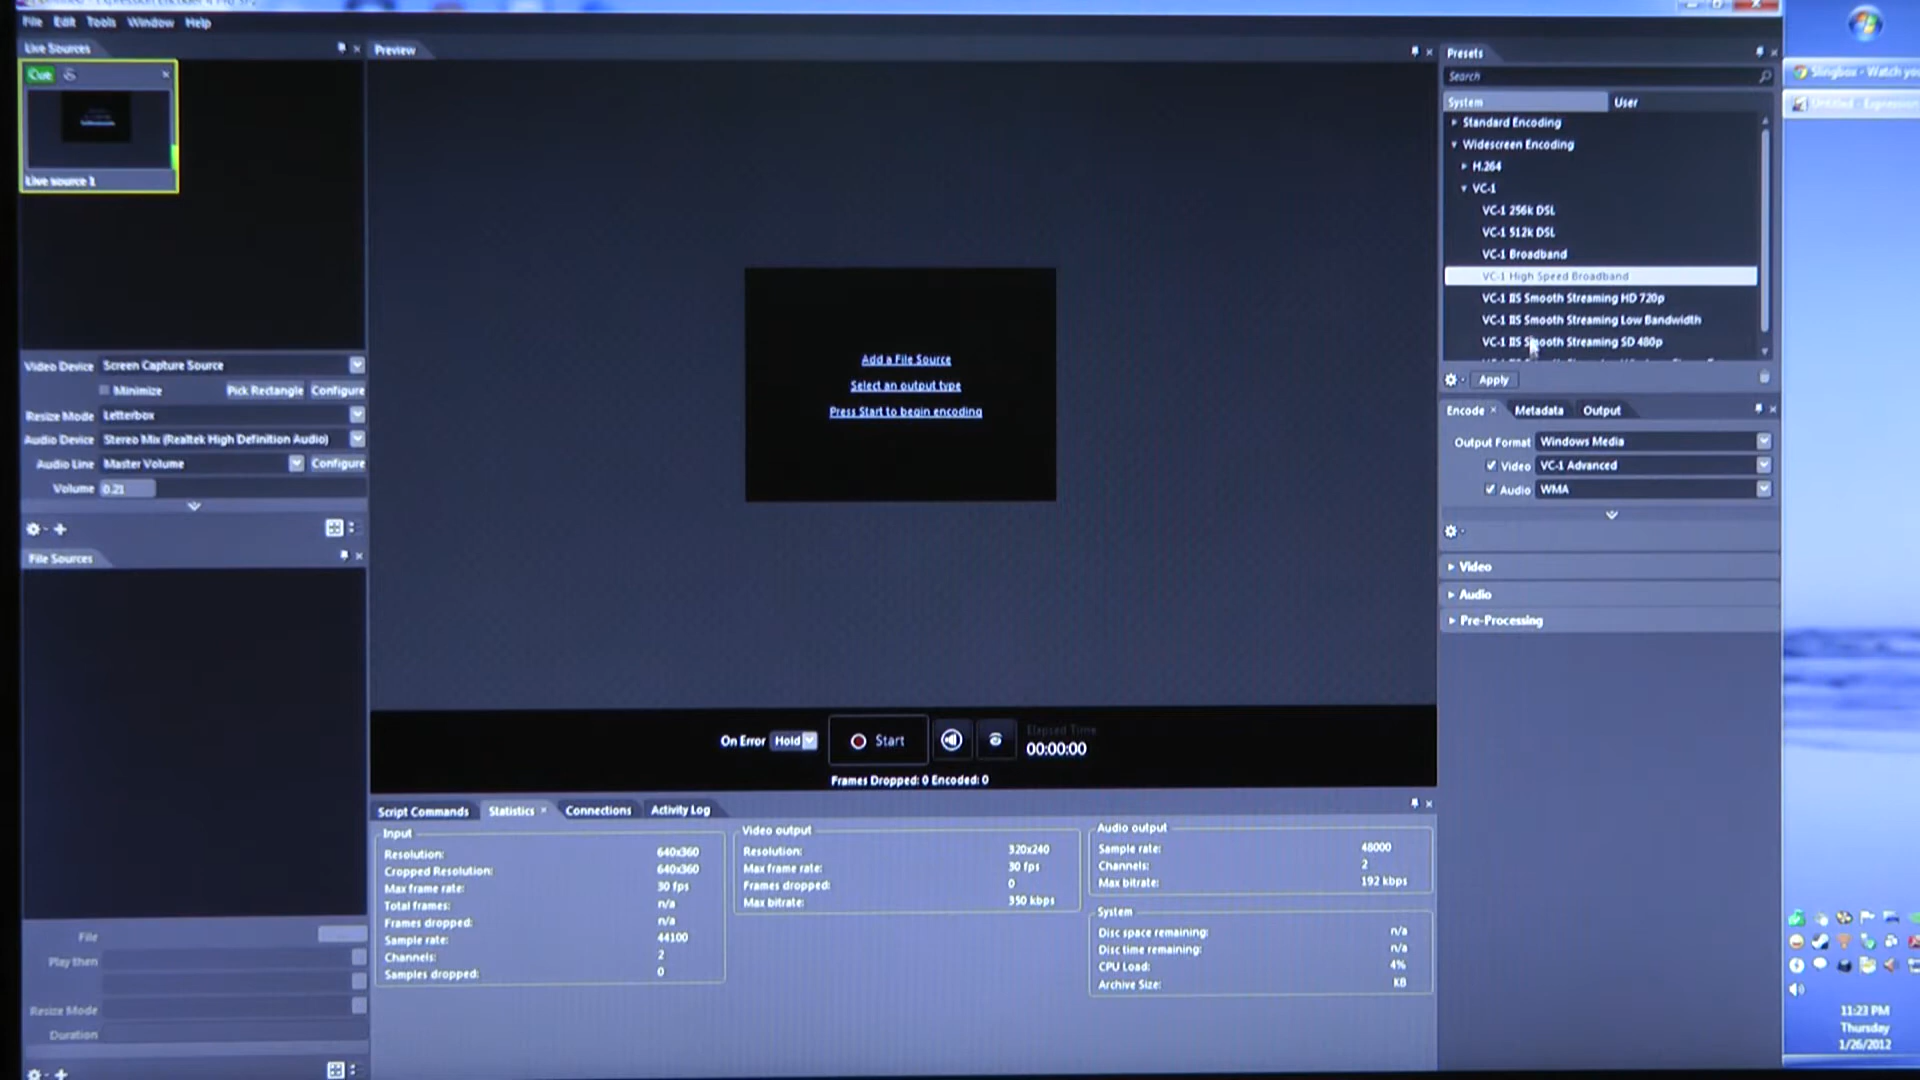 File Edit Tools Window Help
Live Sources
Cue
Live source 1
Video Device Screen Capture Source
Minimize Pick Rectangle Configure
Resize Mode Letterbox
Audio Device Stereo Mix (Realtek High Definition Audio)
Audio Line Master Volume Configure
Volume 0.21
File Sources
File
Play then
Resize Mode
Duration
Preview
Add a File Source
Select an output type
Press Start to begin encoding
On Error Hold Start
Elapsed Time
00:00:00
Frames Dropped: 0 Encoded: 0
Script Commands Statistics Connections Activity Log
Input
Resolution: 640x360
Cropped Resolution: 640x360
Max frame rate: 30 fps
Total frames: n/a
Frames dropped: n/a
Sample rate: 44100
Channels: 2
Samples dropped: 0
Video output
Resolution: 320x240
Max frame rate: 30 fps
Frames dropped: 0
Max bitrate: 350 kbps
Audio output
Sample rate: 48000
Channels: 2
Max bitrate: 192 kbps
System
Disc space remaining: n/a
Disc time remaining: n/a
CPU Load: 4%
Archive Size: KB
Presets
Search
System User
Standard Encoding
Widescreen Encoding
H.264
VC-1
VC-1 256k DSL
VC-1 512k DSL
VC-1 Broadband
VC-1 High Speed Broadband
VC-1 IIS Smooth Streaming HD 720p
VC-1 IIS Smooth Streaming Low Bandwidth
VC-1 IIS Smooth Streaming SD 480p
Apply
Encode Metadata Output
Output Format Windows Media
Video VC-1 Advanced
Audio WMA
Video
Audio
Pre-Processing
Slingbox - Watch you
Untitled - Expression
11:23 PM
Thursday
1/26/2012